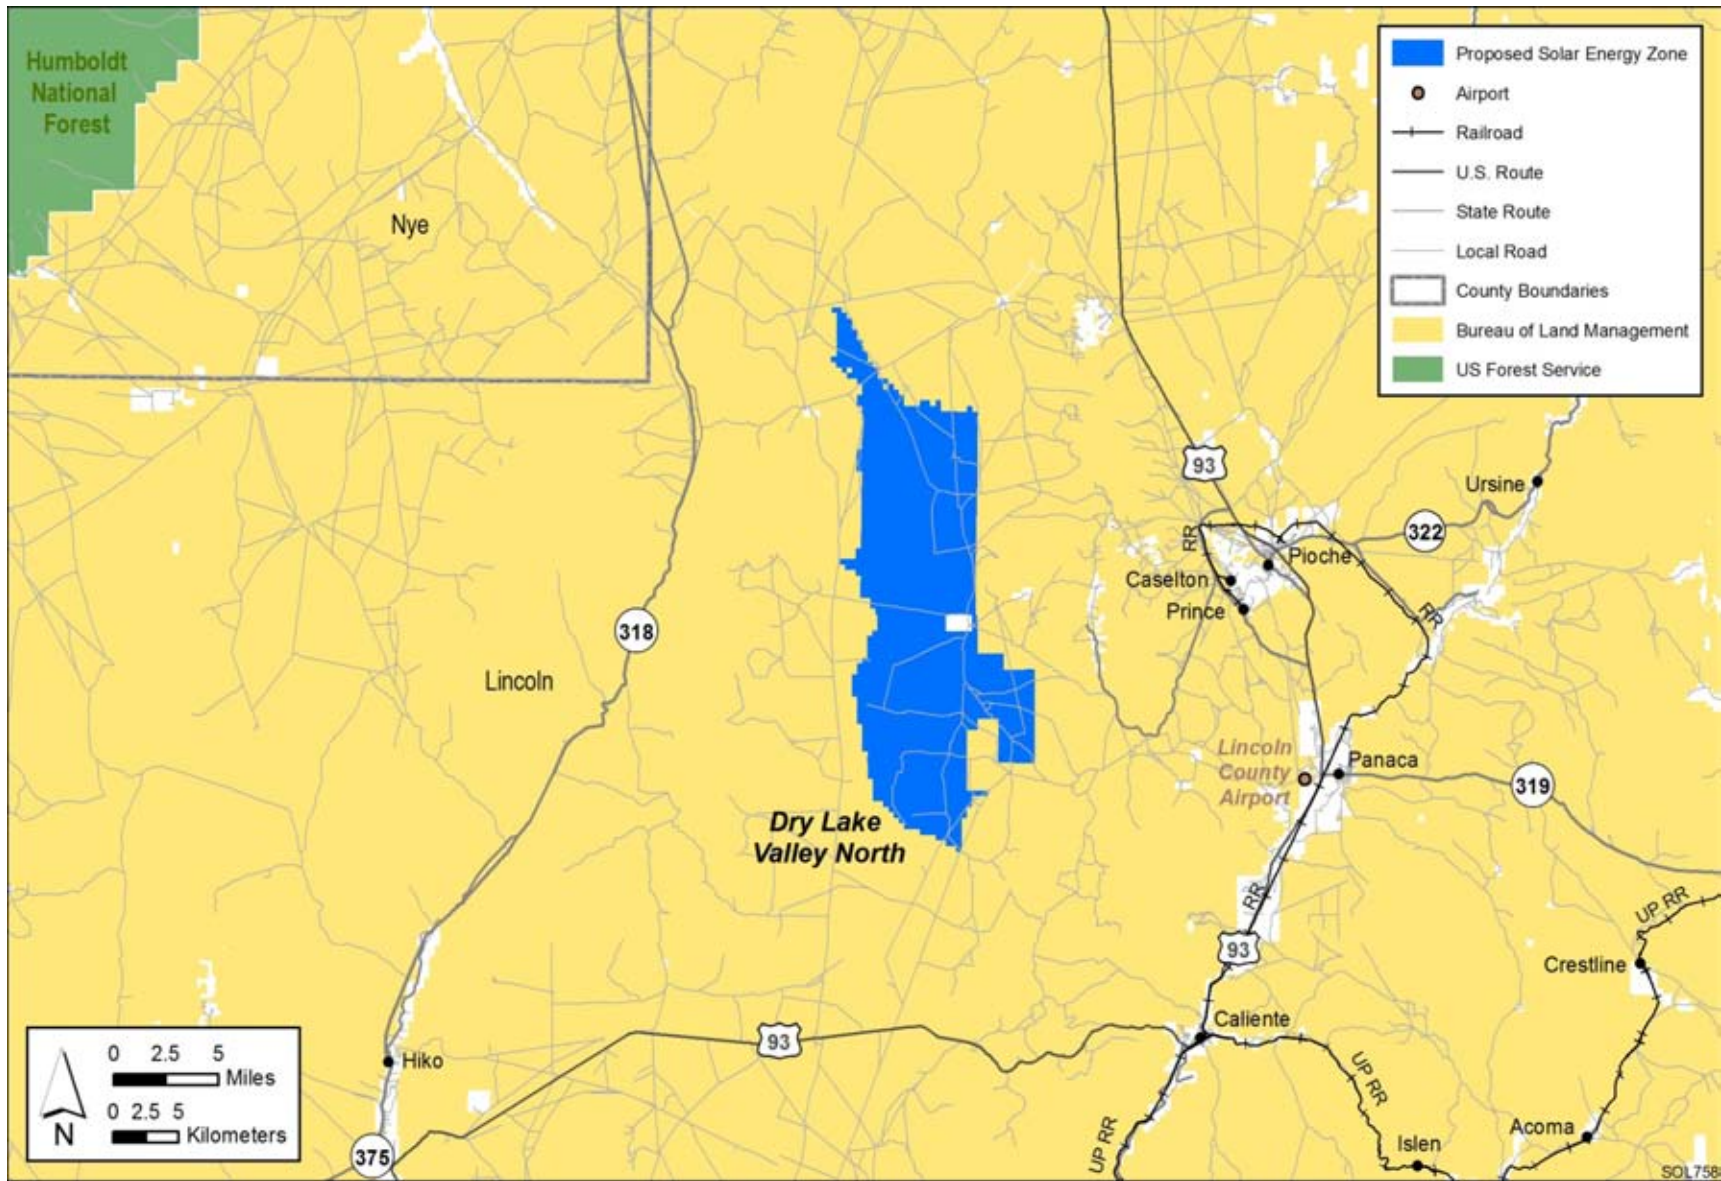 Humboldt
National
Forest
Nye
Proposed Solar Energy Zone
Airport
Railroad
U.S. Route
State Route
Local Road
County Boundaries
Bureau of Land Management
US Forest Service
93
Ursine
322
RR
Pioche
Caselton
Prince
RR
318
Lincoln
Lincoln
County
Airport
Panaca
319
Dry Lake
Valley North
RR
UP RR
93
Crestline
Caliente
93
Hiko
UP RR
UP RR
Acoma
Islen
375
0 2.5 5
Miles
0 2.5 5
Kilometers
N